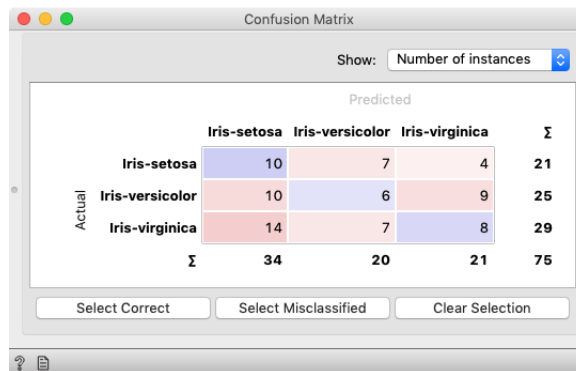 Confusion Matrix
Show: Number of instances
Predicted
Iris-setosa Iris-versicolor Iris-virginica Σ
Iris-setosa 10 7 4 21
Actual
Iris-versicolor 10 6 9 25
Iris-virginica 14 7 8 29
Σ 34 20 21 75
Select Correct Select Misclassified Clear Selection
?